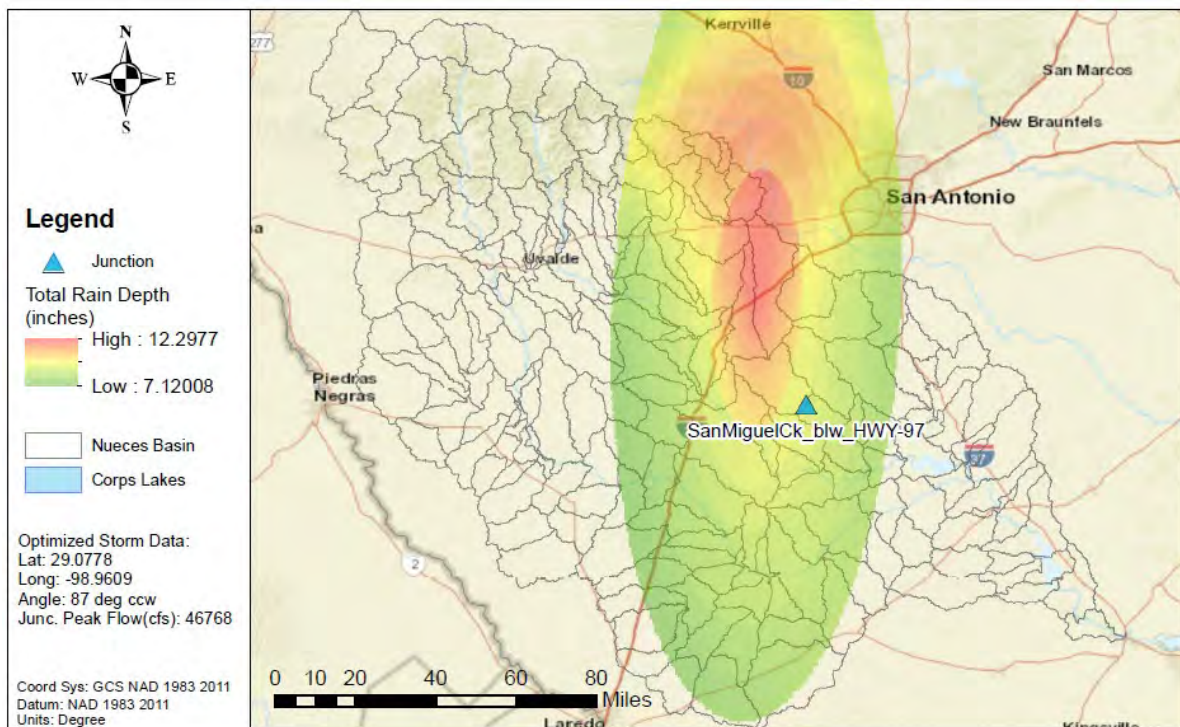 N
W
E
S
Legend
Junction
Total Rain Depth
(inches)
High : 12.2977
Low : 7.12008
Nueces Basin
Corps Lakes
Optimized Storm Data:
Lat: 29.0778
Long: -98.9609
Angle: 87 deg ccw
Junc. Peak Flow(cfs): 46768
Coord Sys: GCS NAD 1983 2011
Datum: NAD 1983 2011
Units: Degree
277
Kerrville
10
San Marcos
New Braunfels
San Antonio
Uvalde
Piedras
Negras
SanMiguelCk_blw_HWY-97
37
2
0 10 20 40 60 80
Miles
Laredo
Kingsville